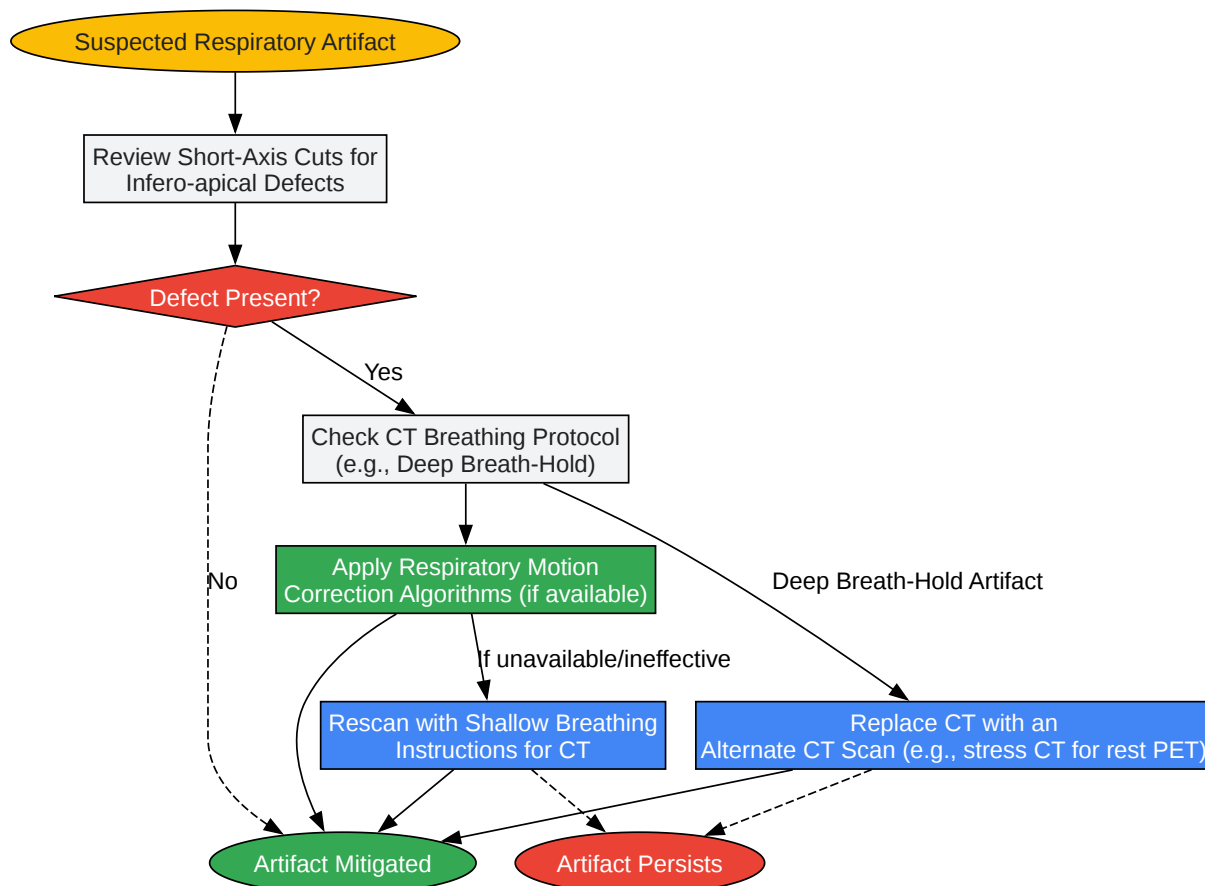 Suspected Respiratory Artifact
Review Short-Axis Cuts for
Infero-apical Defects
Defect Present?
Yes
Check CT Breathing Protocol
(e.g., Deep Breath-Hold)
No
Apply Respiratory Motion
Correction Algorithms (if available)
Deep Breath-Hold Artifact
If unavailable/ineffective
Rescan with Shallow Breathing
Instructions for CT
Replace CT with an
Alternate CT Scan (e.g., stress CT for rest PET)
Artifact Mitigated
Artifact Persists